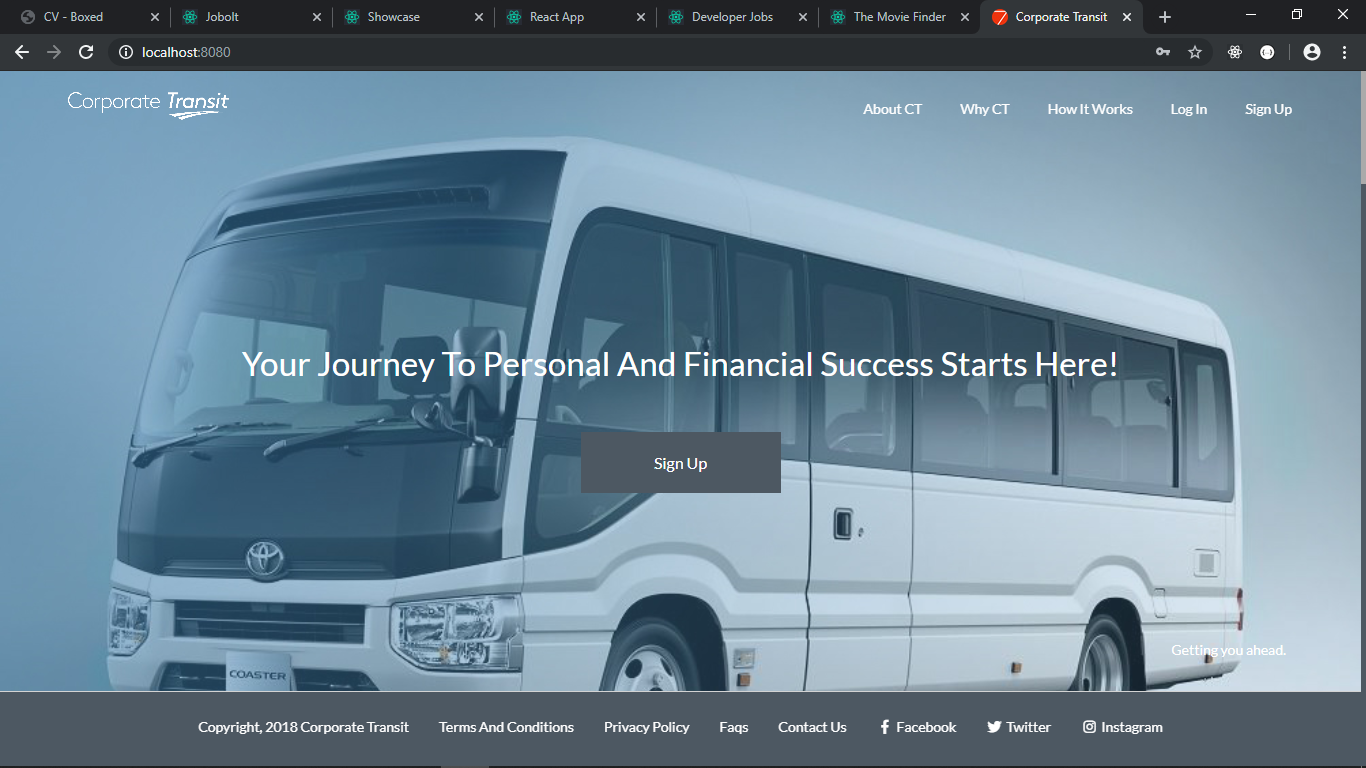 CV - Boxed
Jobolt
Showcase
React App
Developer Jobs
The Movie Finder
Corporate Transit
localhost:8080
Corporate Transit
About CT
Why CT
How It Works
Log In
Sign Up
Your Journey To Personal And Financial Success Starts Here!
Sign Up
COASTER
Getting you ahead.
Copyright, 2018 Corporate Transit
Terms And Conditions
Privacy Policy
Faqs
Contact Us
Facebook
Twitter
Instagram